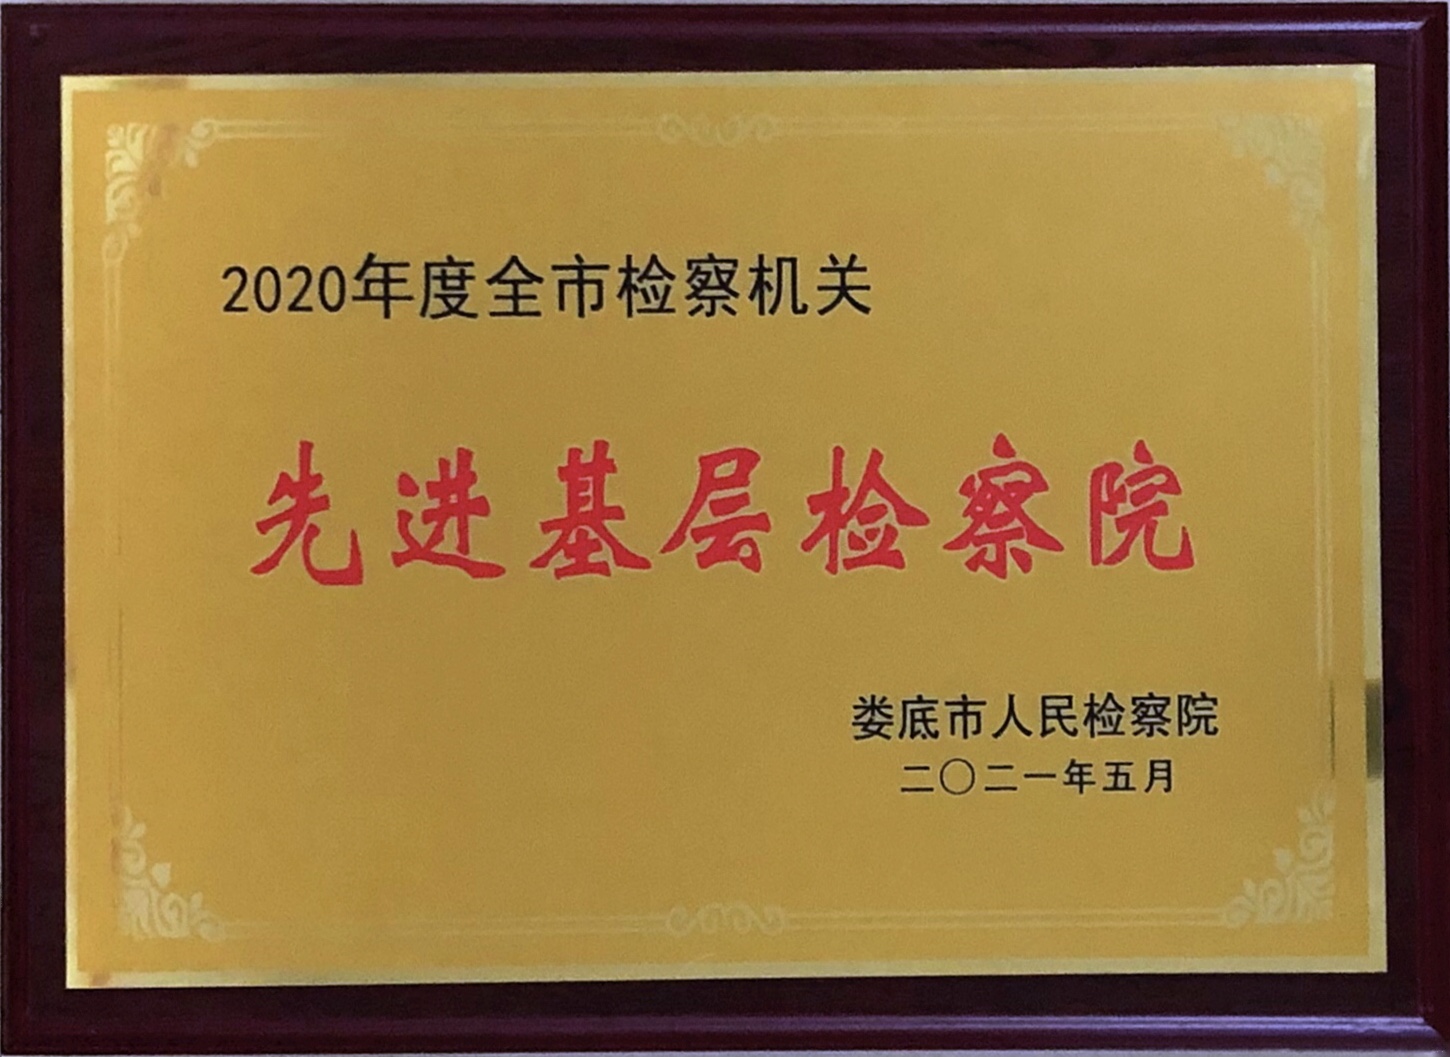 2020年度全市检察机关
先进基层检察院
娄底市人民检察院
二〇二一年五月